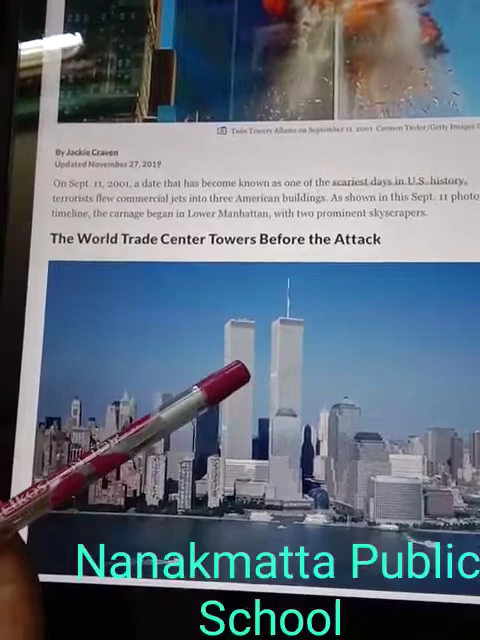 Twin Towers Aflame on September 11, 2001 Carmen Taylor/Getty Images
By Jackie Craven
Updated November 27, 2019
On Sept. 11, 2001, a date that has become known as one of the scariest days in U.S. history,
terrorists flew commercial jets into three American buildings. As shown in this Sept. 11 photo
timeline, the carnage began in Lower Manhattan, with two prominent skyscrapers.
The World Trade Center Towers Before the Attack
Nanakmatta Public
School